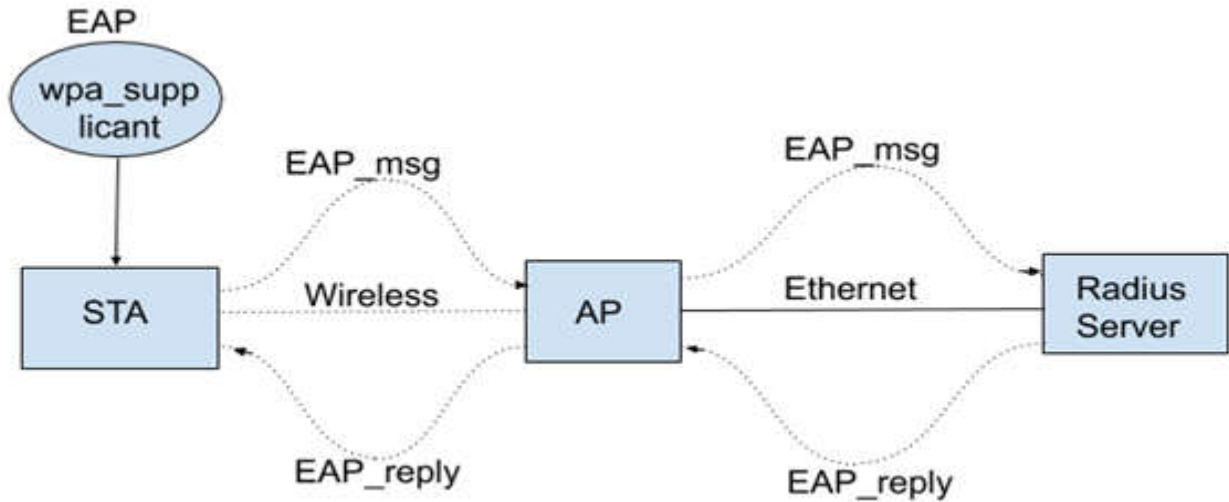 EAP
wpa_supp
licant
EAP_msg
EAP_msg
STA
Wireless
AP
Ethernet
Radius
Server
EAP_reply
EAP_reply